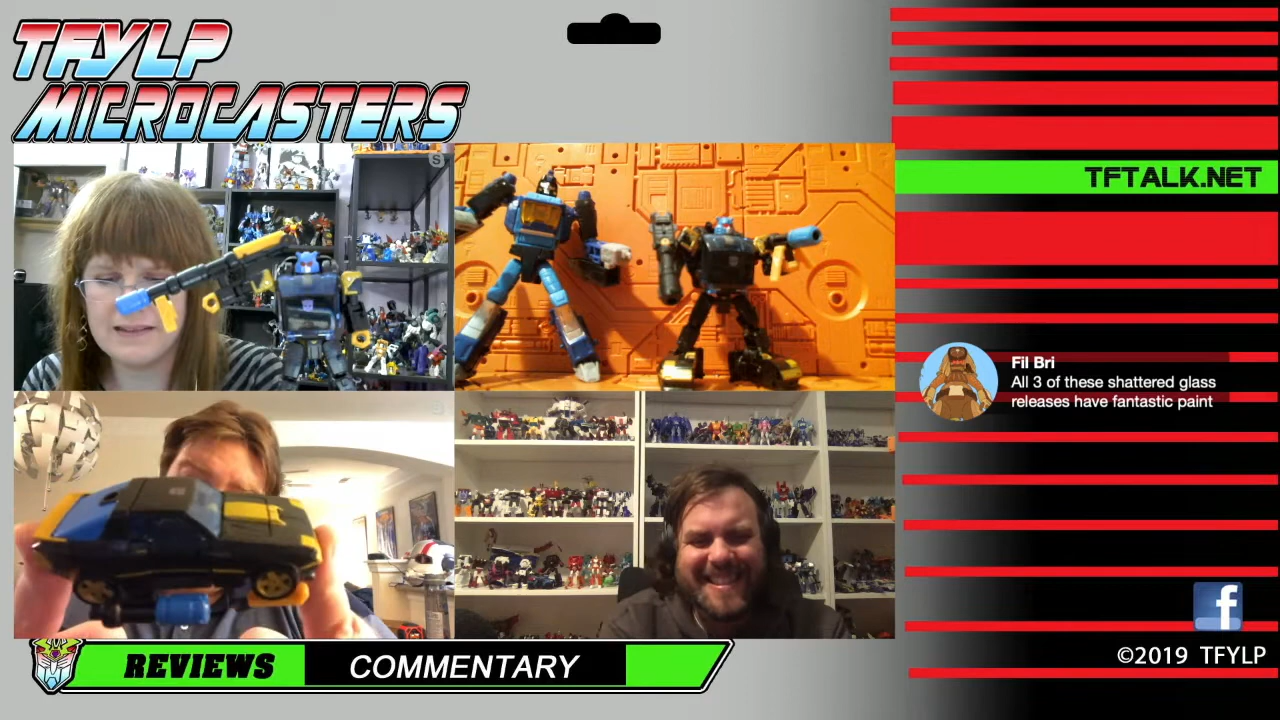 TFYLP
MICROCASTERS
TFTALK.NET
Fil Bri
All 3 of these shattered glass
releases have fantastic paint
f
©2019 TFYLP
REVIEWS COMMENTARY